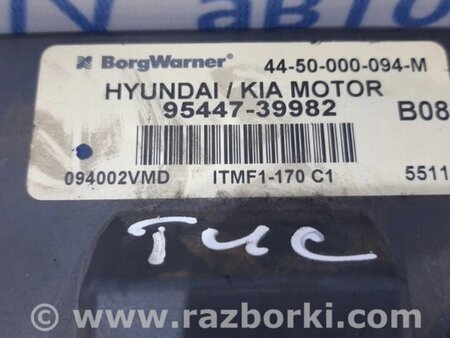 BorgWarner 44-50-000-094-M
HYUNDAI / KIA MOTOR
95447-39982 B08
094002VMD ITMF1-170 C1 5511
Тис
© www.razborki.com